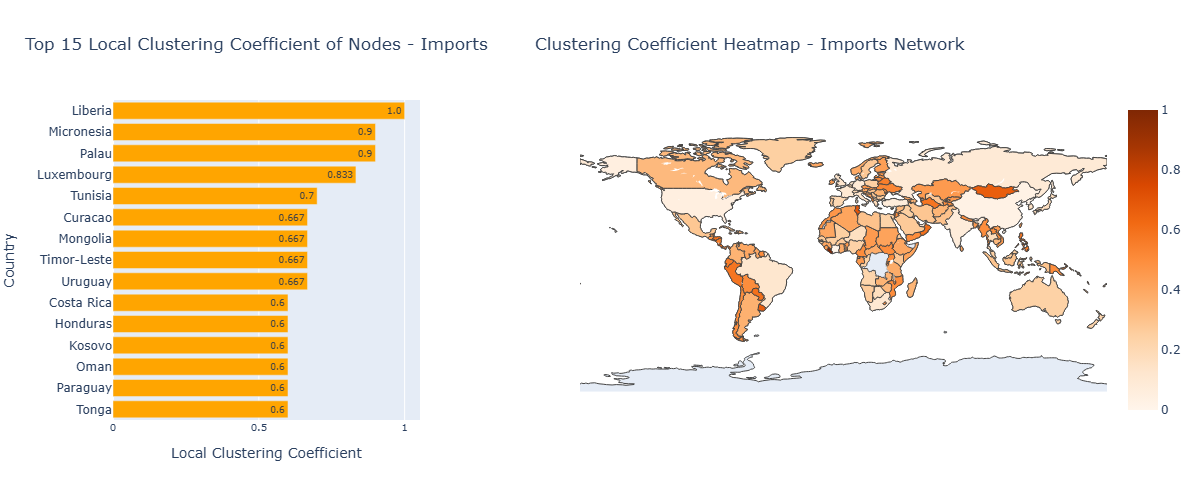 Top 15 Local Clustering Coefficient of Nodes - Imports
Country
Liberia 1.0
Micronesia 0.9
Palau 0.9
Luxembourg 0.833
Tunisia 0.7
Curacao 0.667
Mongolia 0.667
Timor-Leste 0.667
Uruguay 0.667
Costa Rica 0.6
Honduras 0.6
Kosovo 0.6
Oman 0.6
Paraguay 0.6
Tonga 0.6
0 0.5 1
Local Clustering Coefficient
Clustering Coefficient Heatmap - Imports Network
1
0.8
0.6
0.4
0.2
0